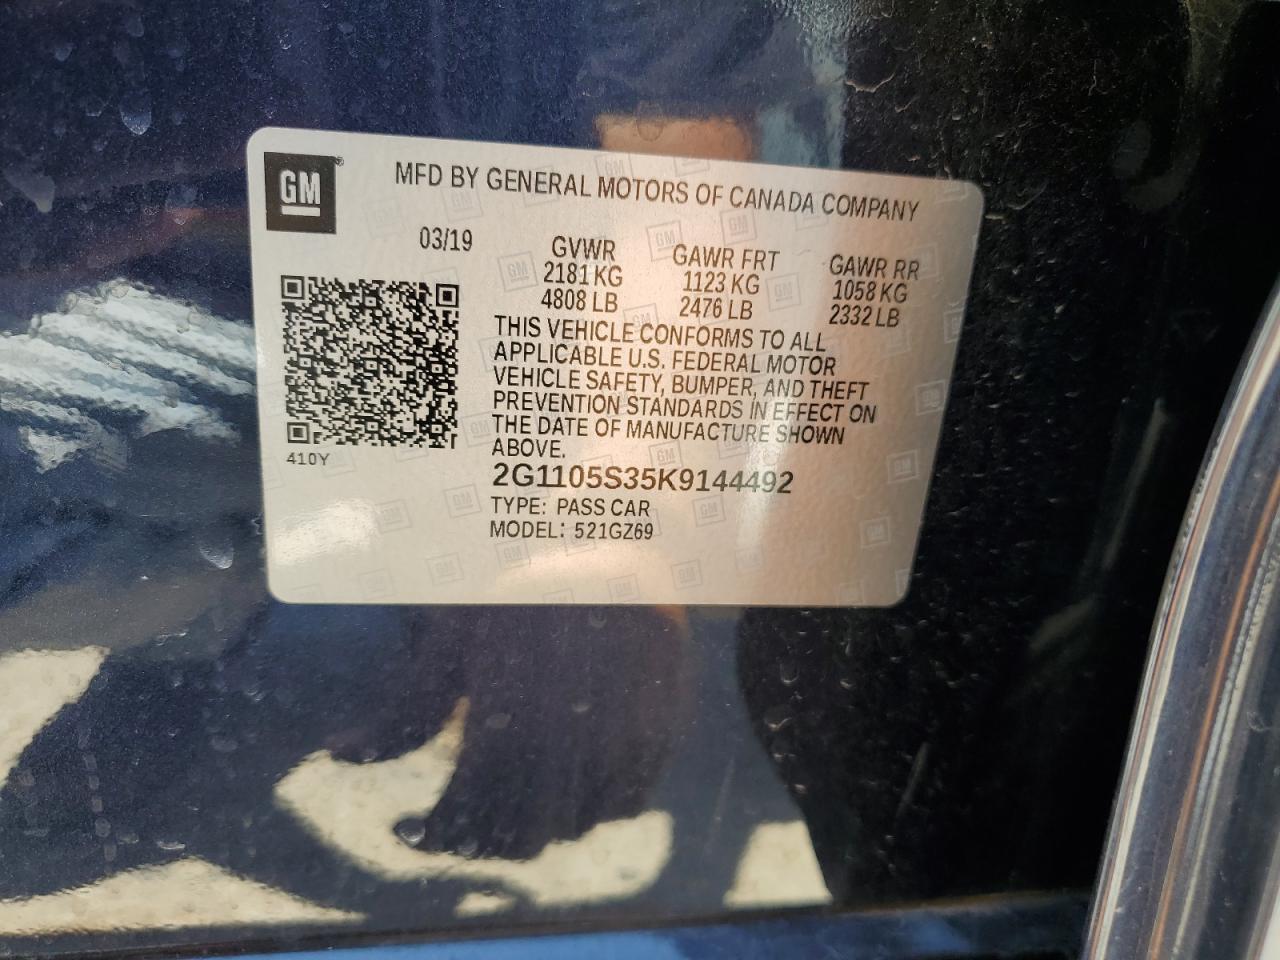 GM
MFD BY GENERAL MOTORS OF CANADA COMPANY
03/19
GVWR
2181 KG
4808 LB
GAWR FRT
1123 KG
2476 LB
GAWR RR
1058 KG
2332 LB
THIS VEHICLE CONFORMS TO ALL
APPLICABLE U.S. FEDERAL MOTOR
VEHICLE SAFETY, BUMPER, AND THEFT
PREVENTION STANDARDS IN EFFECT ON
THE DATE OF MANUFACTURE SHOWN
ABOVE.
410Y
2G1105S35K9144492
TYPE: PASS CAR
MODEL: 521GZ69